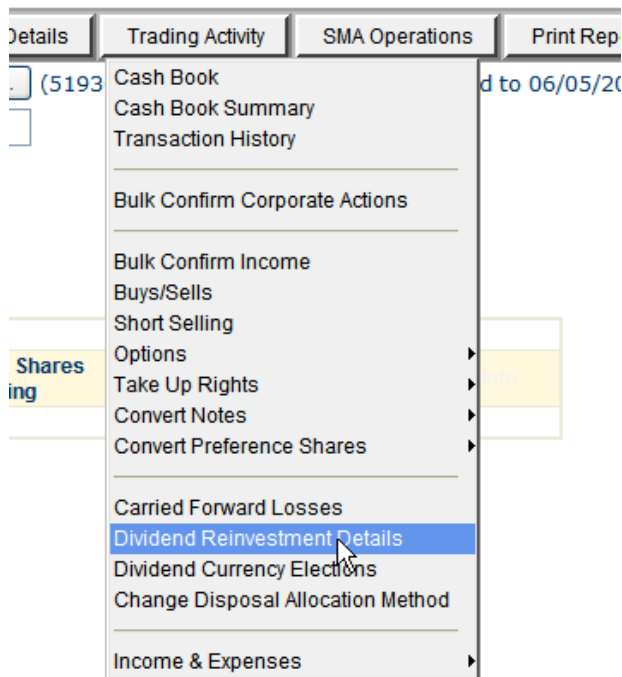 Details Trading Activity SMA Operations Print Rep
(5193 d to 06/05/20
Cash Book
Cash Book Summary
Transaction History
Bulk Confirm Corporate Actions
Bulk Confirm Income
Buys/Sells
Short Selling
Options
Shares
Take Up Rights
ing
Convert Notes
Convert Preference Shares
Carried Forward Losses
Dividend Reinvestment Details
Dividend Currency Elections
Change Disposal Allocation Method
Income & Expenses